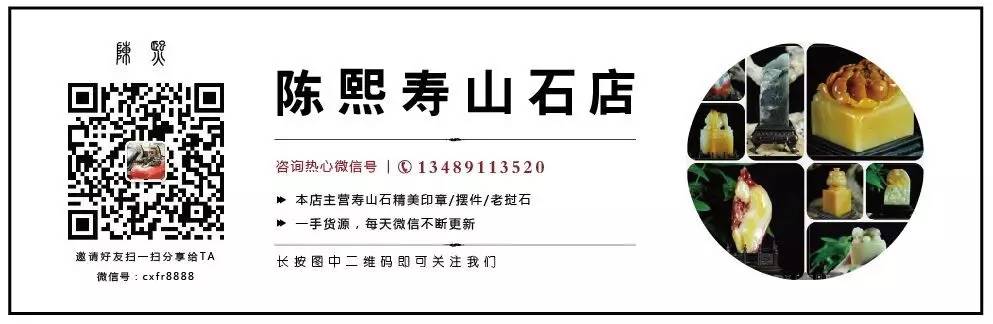 陳熙
邀请好友扫一扫分享给TA
微信号：cxfr8888
陈熙寿山石店
咨询热心微信号 | 13489113520
本店主营寿山石精美印章/摆件/老挝石
一手货源，每天微信不断更新
长按图中二维码即可关注我们